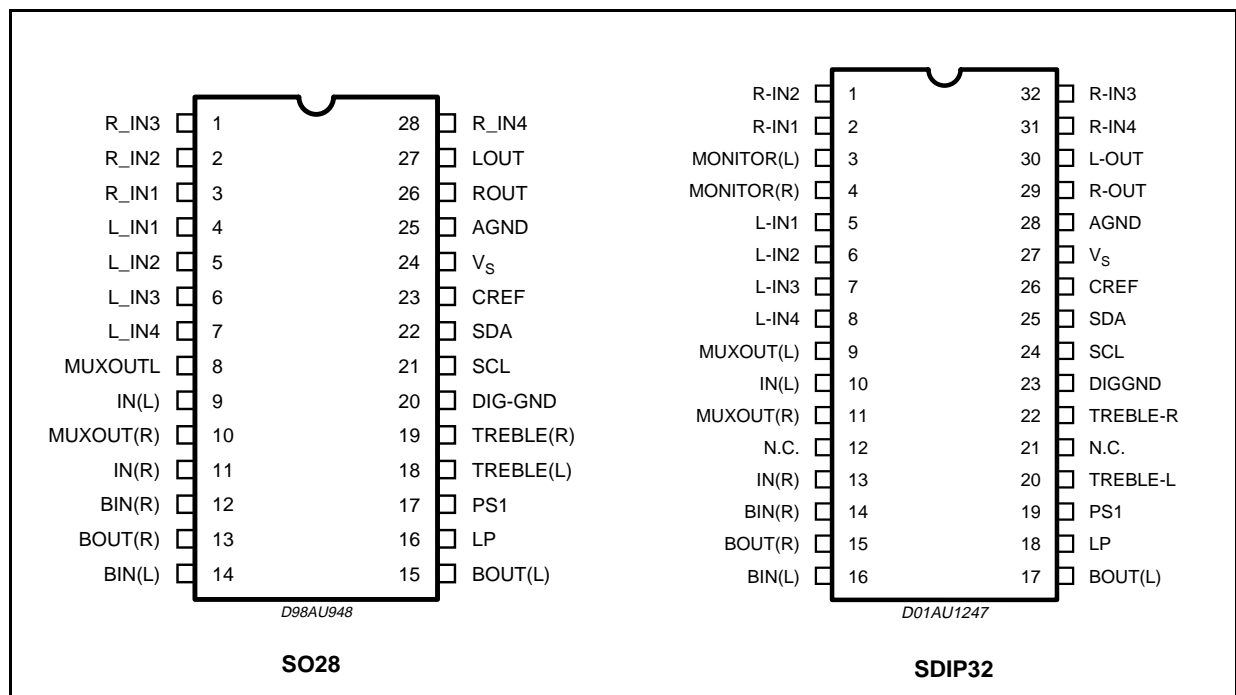 R_IN3 1 28 R_IN4
R_IN2 2 27 LOUT
R_IN1 3 26 ROUT
L_IN1 4 25 AGND
L_IN2 5 24 VS
L_IN3 6 23 CREF
L_IN4 7 22 SDA
MUXOUTL 8 21 SCL
IN(L) 9 20 DIG-GND
MUXOUT(R) 10 19 TREBLE(R)
IN(R) 11 18 TREBLE(L)
BIN(R) 12 17 PS1
BOUT(R) 13 16 LP
BIN(L) 14 15 BOUT(L)
D98AU948
SO28
R-IN2 1 32 R-IN3
R-IN1 2 31 R-IN4
MONITOR(L) 3 30 L-OUT
MONITOR(R) 4 29 R-OUT
L-IN1 5 28 AGND
L-IN2 6 27 VS
L-IN3 7 26 CREF
L-IN4 8 25 SDA
MUXOUT(L) 9 24 SCL
IN(L) 10 23 DIGGND
MUXOUT(R) 11 22 TREBLE-R
N.C. 12 21 N.C.
IN(R) 13 20 TREBLE-L
BIN(R) 14 19 PS1
BOUT(R) 15 18 LP
BIN(L) 16 17 BOUT(L)
D01AU1247
SDIP32